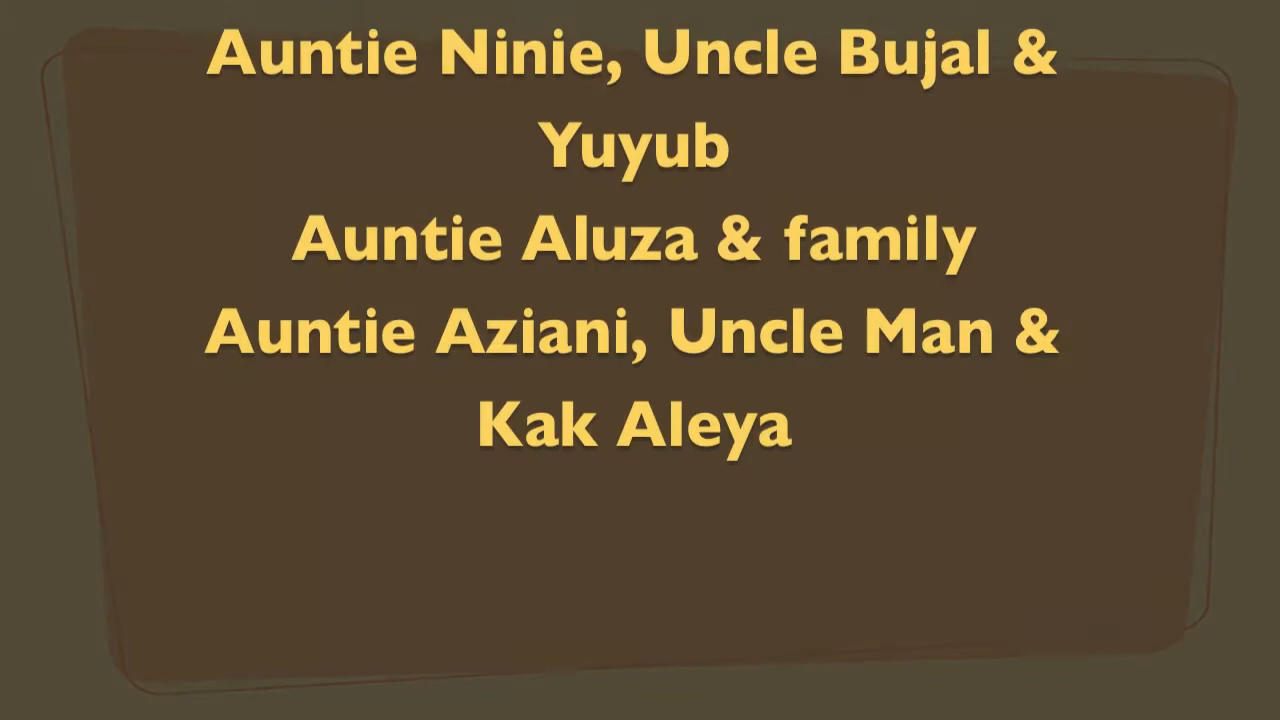 Auntie Ninie, Uncle Bujal &
Yuyub
Auntie Aluza & family
Auntie Aziani, Uncle Man &
Kak Aleya